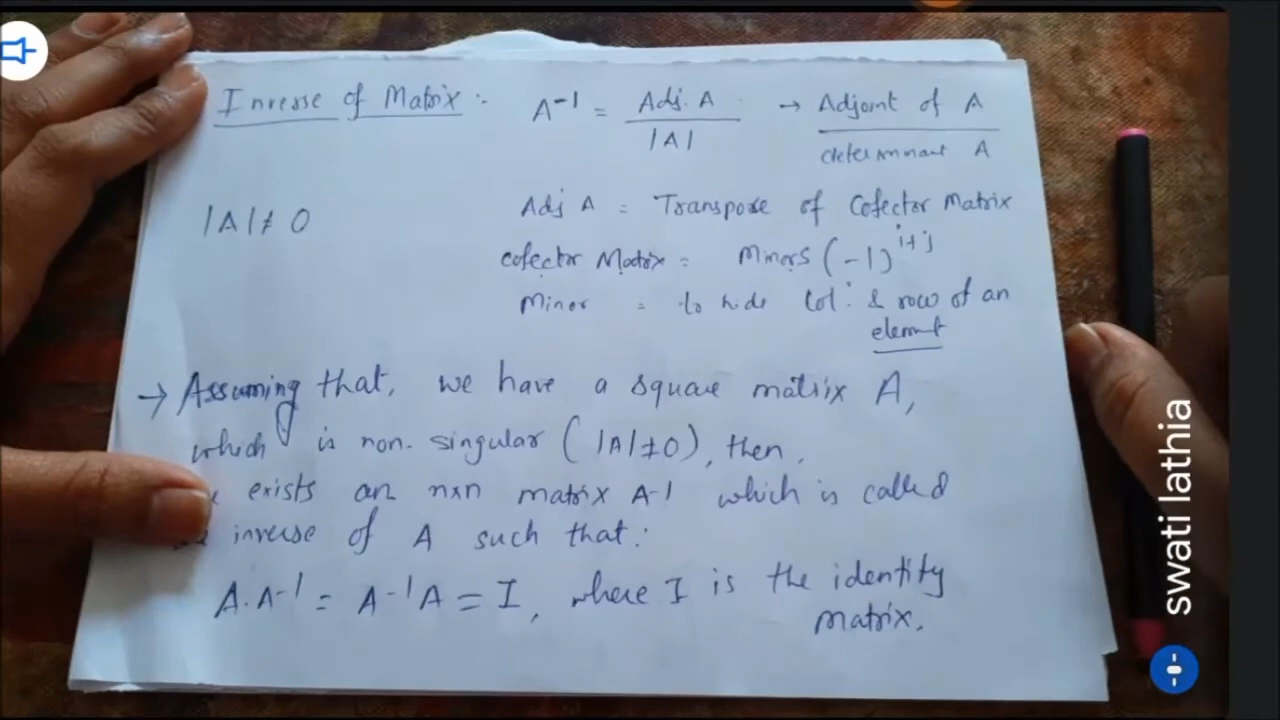 Inverse of Matrix :-
A-1 = Adj. A / |A| → Adjoint of A / determinant A
|A| ≠ 0
Adj A = Transpose of Cofector Matrix
cofector Matrix = Minors (-1) i+j
Minor = to hide Col: & row of an
element
→ Assuming that, we have a square matrix A,
which is non-singular (|A| ≠ 0), then,
exists an nxn matrix A-1 which is called
inverse of A such that:
A.A-1 = A-1A = I, where I is the identity
matrix.
swati lathia